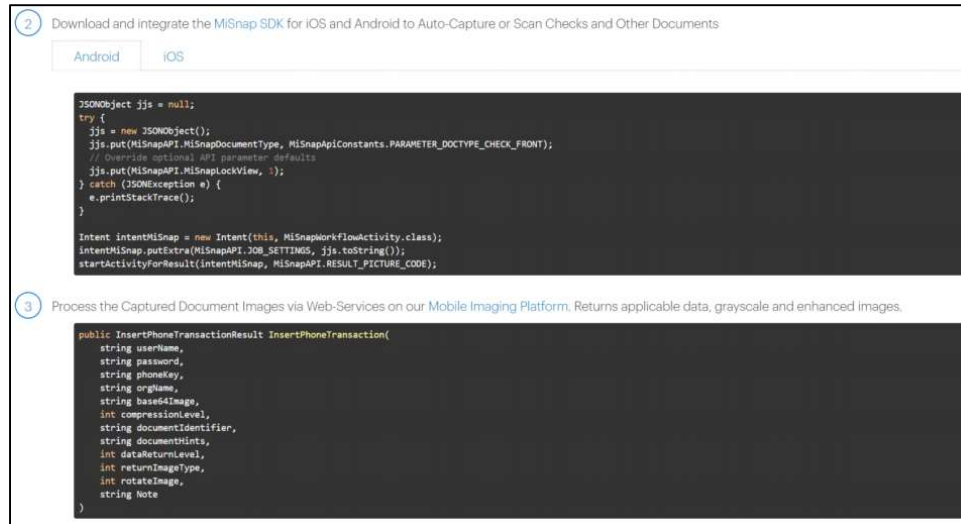 2 Download and integrate the MiSnap SDK for iOS and Android to Auto-Capture or Scan Checks and Other Documents
Android iOS
JSONObject jjs = null;
try {
jjs = new JSONObject();
jjs.put(MiSnapAPI.MiSnapDocumentType, MiSnapApiConstants.PARAMETER_DOCTYPE_CHECK_FRONT);
// Override optional API parameter defaults
jjs.put(MiSnapAPI.MiSnapLockView, 1);
} catch (JSONException e) {
e.printStackTrace();
}
Intent intentMiSnap = new Intent(this, MiSnapWorkflowActivity.class);
intentMiSnap.putExtra(MiSnapAPI.JOB_SETTINGS, jjs.toString());
startActivityForResult(intentMiSnap, MiSnapAPI.RESULT_PICTURE_CODE);
3 Process the Captured Document Images via Web-Services on our Mobile Imaging Platform. Returns applicable data, grayscale and enhanced images.
public InsertPhoneTransactionResult InsertPhoneTransaction(
string userName,
string password,
string phoneKey,
string orgName,
string base64Image,
int compressionLevel,
string documentIdentifier,
string documentHints,
int dataReturnLevel,
int returnImageType,
int rotateImage,
string Note
)